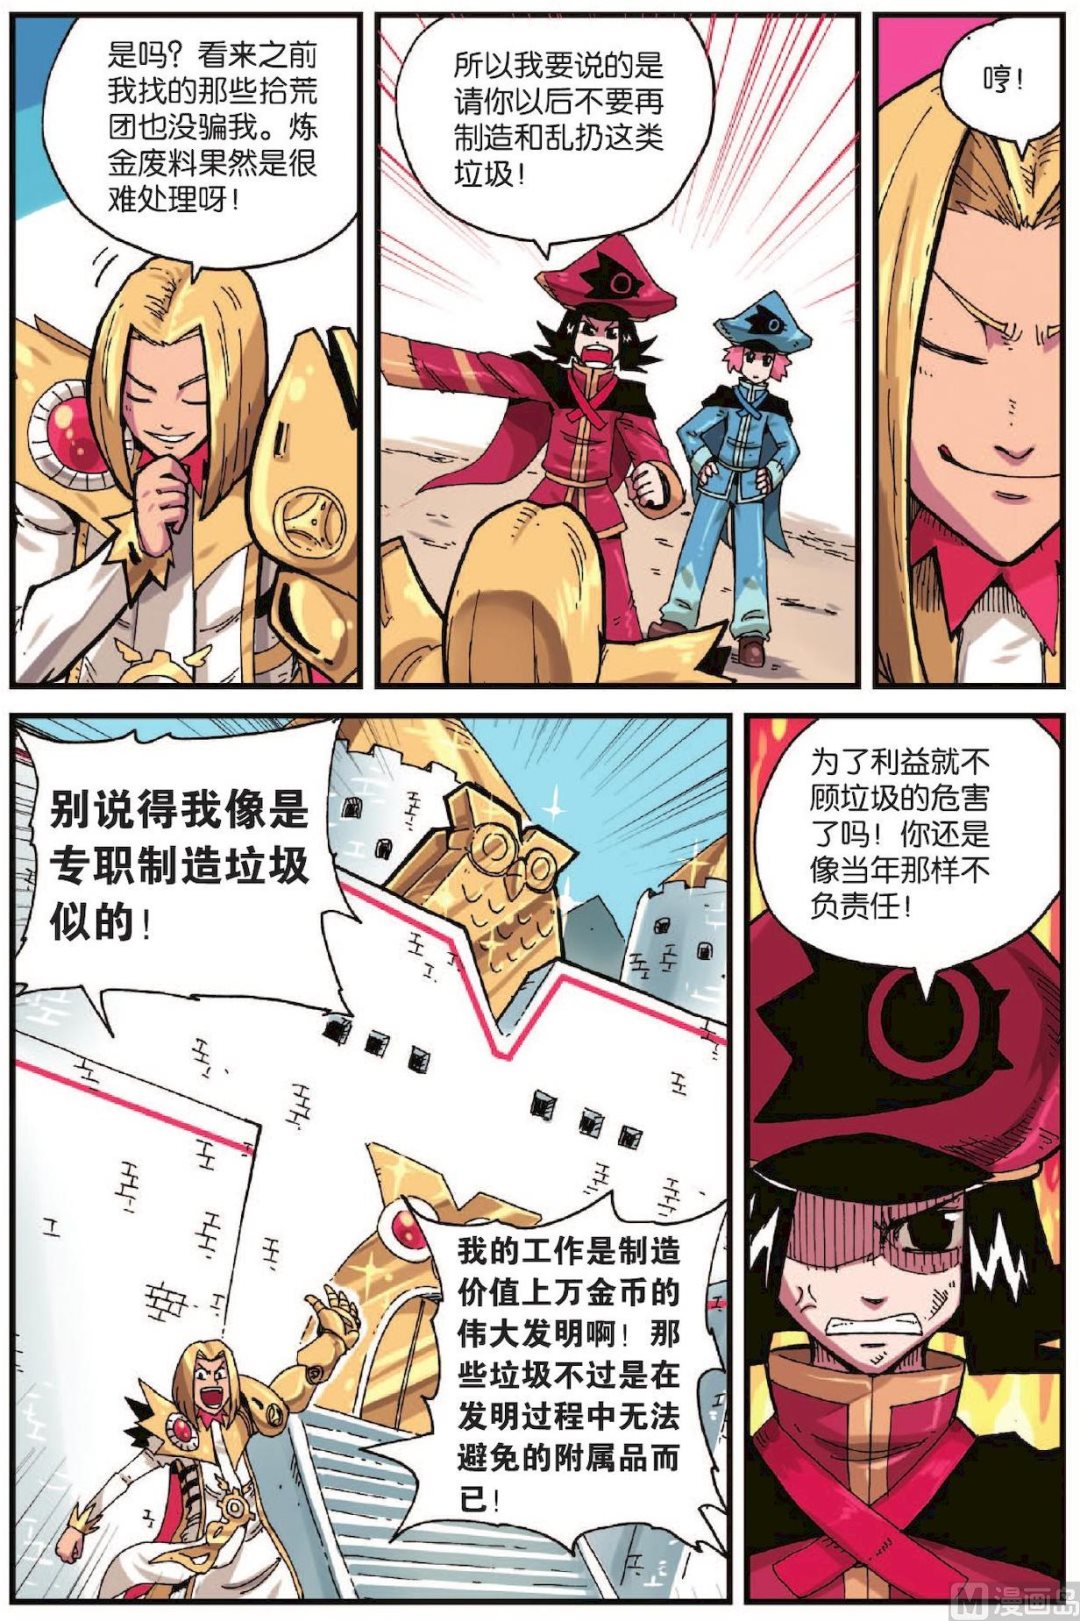 是吗？看来之前
我找的那些拾荒
团也没骗我。炼
金废料果然是很
难处理呀！
所以我要说的是
请你以后不要再
制造和乱扔这类
垃圾！
哼！
别说得我像是
专职制造垃圾
似的！
我的工作是制造
价值上万金币的
伟大发明啊！那
些垃圾不过是在
发明过程中无法
避免的附属品而
已！
为了利益就不
顾垃圾的危害
了吗！你还是
像当年那样不
负责任！
M 漫画岛